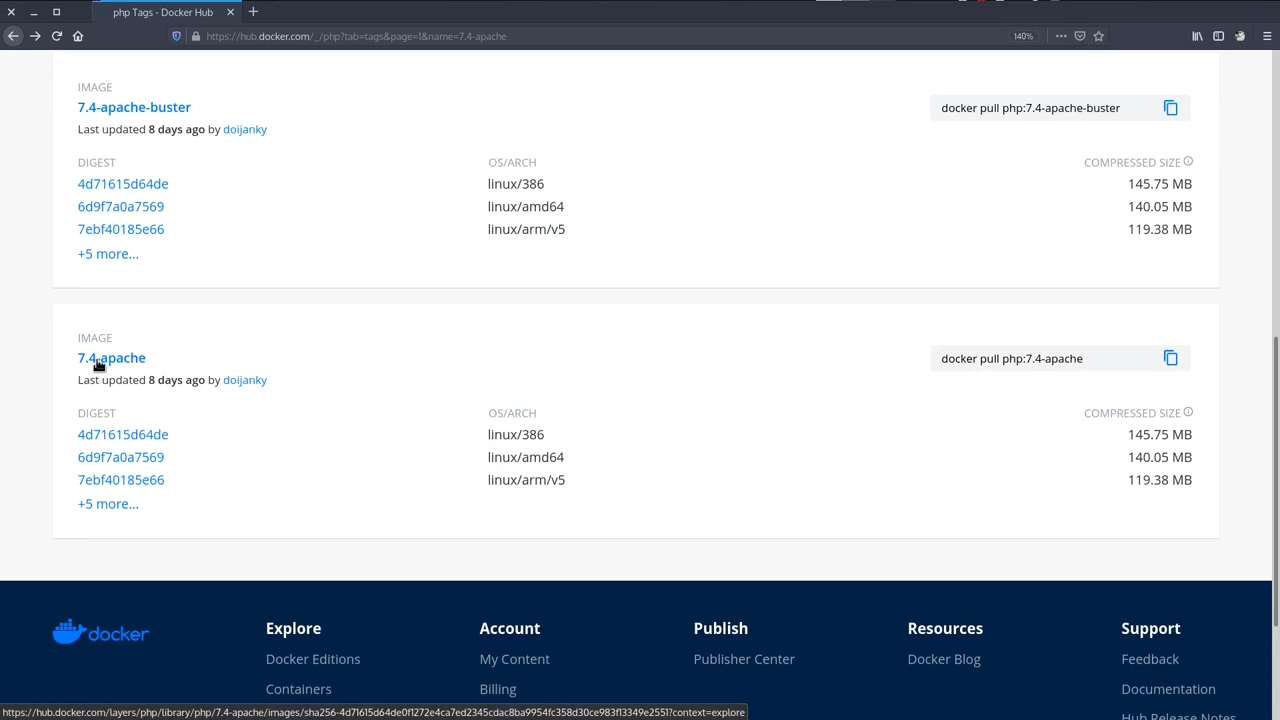 php Tags - Docker Hub
https://hub.docker.com/_/php?tab=tags&page=1&name=7.4-apache
140%
IMAGE
7.4-apache-buster
docker pull php:7.4-apache-buster
Last updated 8 days ago by doijanky
DIGEST OS/ARCH COMPRESSED SIZE
4d71615d64de linux/386 145.75 MB
6d9f7a0a7569 linux/amd64 140.05 MB
7ebf40185e66 linux/arm/v5 119.38 MB
+5 more...
IMAGE
7.4-apache
docker pull php:7.4-apache
Last updated 8 days ago by doijanky
DIGEST OS/ARCH COMPRESSED SIZE
4d71615d64de linux/386 145.75 MB
6d9f7a0a7569 linux/amd64 140.05 MB
7ebf40185e66 linux/arm/v5 119.38 MB
+5 more...
docker
Explore Account Publish Resources Support
Docker Editions My Content Publisher Center Docker Blog Feedback
Containers Billing Documentation
Hub Release Notes
https://hub.docker.com/layers/php/library/php/7.4-apache/images/sha256-4d71615d64de0f1272e4ca7ed2345cdac8ba9954fc358d30ce983f13349e2551?context=explore